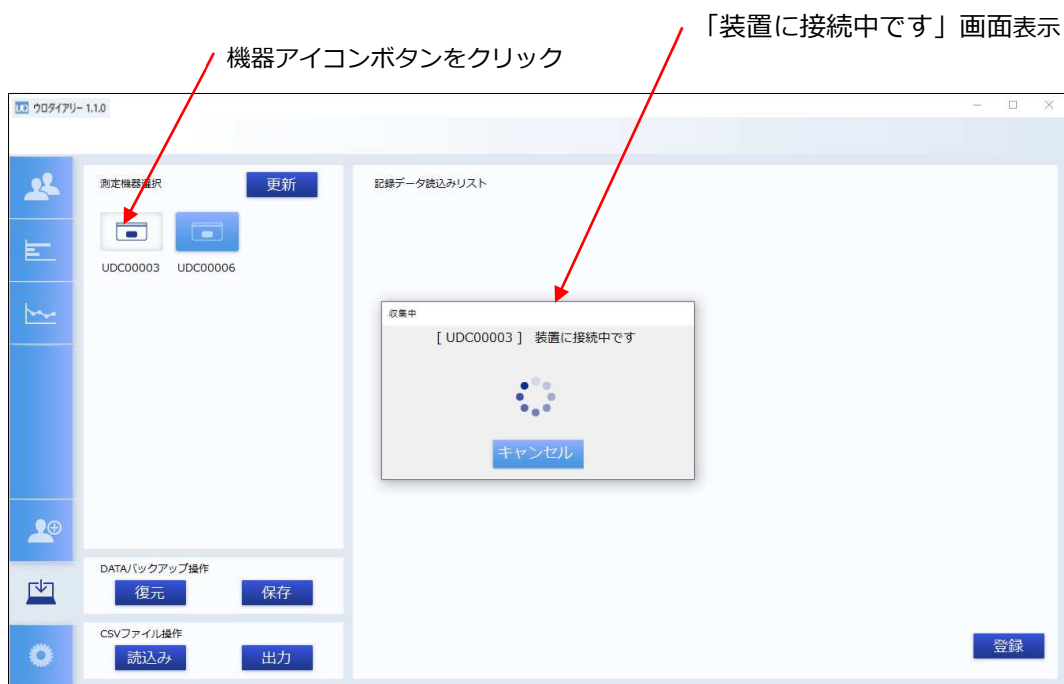 「装置に接続中です」画面表示
機器アイコンボタンをクリック
ウロダイアリー 1.1.0
測定機器選択
更新
記録データ読込みリスト
UDC00003 UDC00006
収集中
[ UDC00003 ] 装置に接続中です
キャンセル
DATAバックアップ操作
復元 保存
CSVファイル操作
読込み 出力
登録